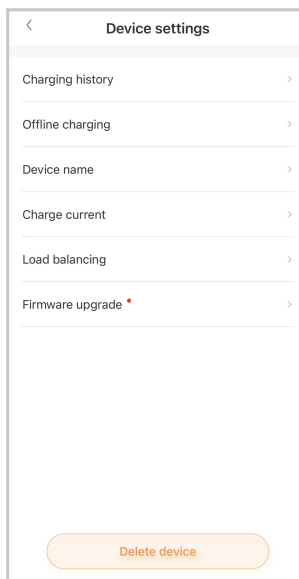 Device settings
Charging history
Offline charging
Device name
Charge current
Load balancing
Firmware upgrade
Delete device